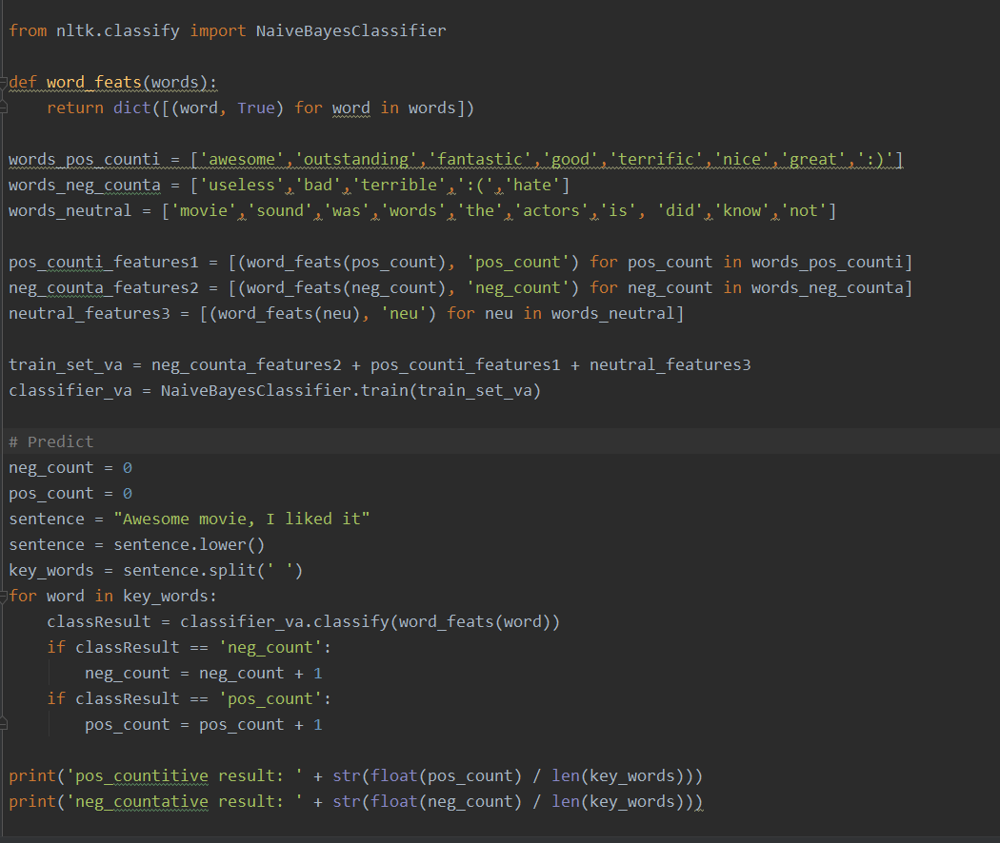 from nltk.classify import NaiveBayesClassifier
def word_feats(words):
    return dict([(word, True) for word in words])
words_pos_counti = ['awesome','outstanding','fantastic','good','terrific','nice','great',':)']
words_neg_counta = ['useless','bad','terrible',':(','hate']
words_neutral = ['movie','sound','was','words','the','actors','is', 'did','know','not']
pos_counti_features1 = [(word_feats(pos_count), 'pos_count') for pos_count in words_pos_counti]
neg_counta_features2 = [(word_feats(neg_count), 'neg_count') for neg_count in words_neg_counta]
neutral_features3 = [(word_feats(neu), 'neu') for neu in words_neutral]
train_set_va = neg_counta_features2 + pos_counti_features1 + neutral_features3
classifier_va = NaiveBayesClassifier.train(train_set_va)
# Predict
neg_count = 0
pos_count = 0
sentence = "Awesome movie, I liked it"
sentence = sentence.lower()
key_words = sentence.split(' ')
for word in key_words:
    classResult = classifier_va.classify(word_feats(word))
    if classResult == 'neg_count':
        neg_count = neg_count + 1
    if classResult == 'pos_count':
        pos_count = pos_count + 1
print('pos_countitive result: ' + str(float(pos_count) / len(key_words)))
print('neg_countative result: ' + str(float(neg_count) / len(key_words)))